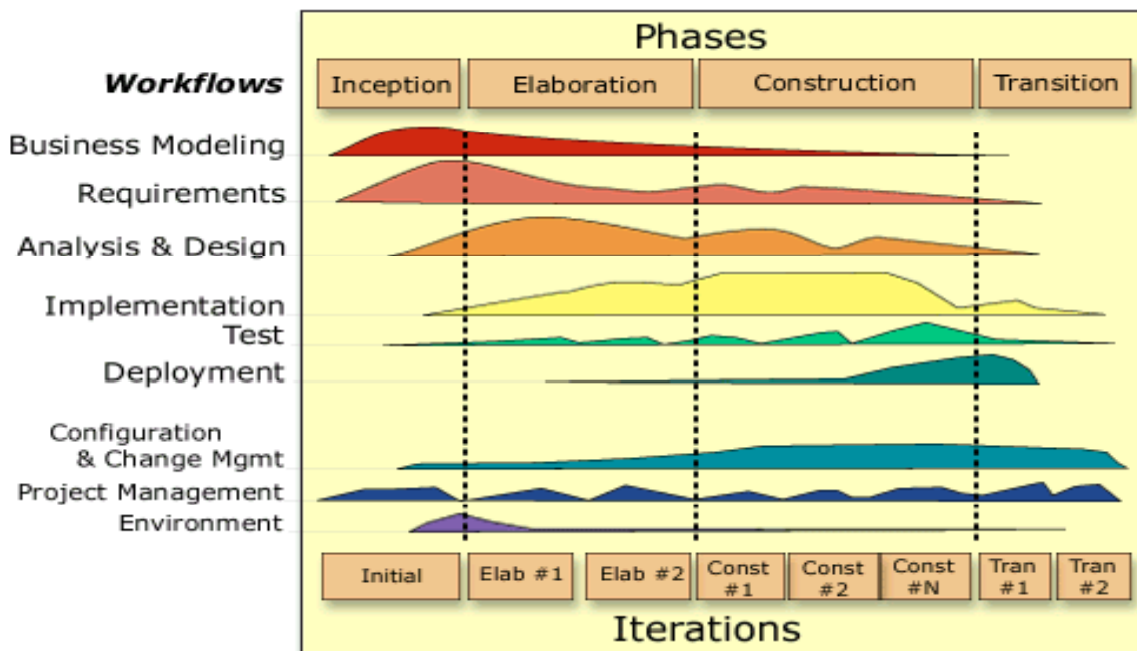 Phases
Workflows
Inception
Elaboration
Construction
Transition
Business Modeling
Requirements
Analysis & Design
Implementation
Test
Deployment
Configuration
& Change Mgmt
Project Management
Environment
Initial
Elab #1
Elab #2
Const
#1
Const
#2
Const
#N
Tran
#1
Tran
#2
Iterations